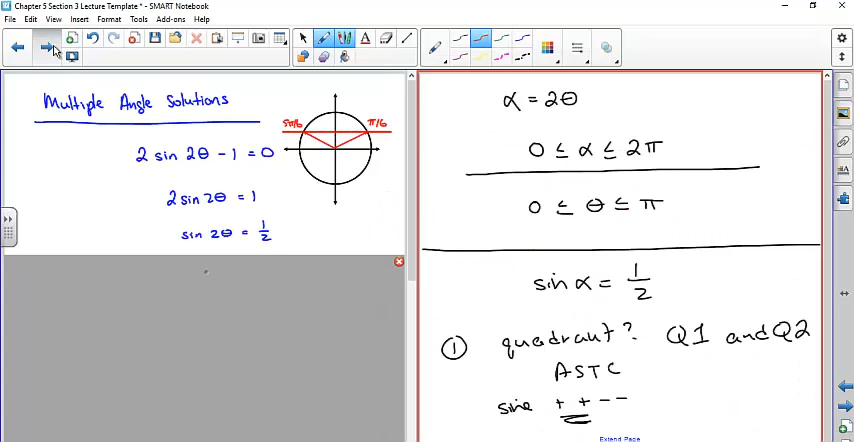 Chapter 5 Section 3 Lecture Template* - SMART Notebook
File Edit View Insert Format Tools Add-ons Help
Multiple Angle Solutions
5π/6 π/6
2 sin 2θ - 1 = 0
2 sin 2θ = 1
sin 2θ = 1/2
α = 2θ
0 ≤ α ≤ 2π
0 ≤ θ ≤ π
sin α = 1/2
① quadrant? Q1 and Q2
ASTC
sine + + - -
Extend Page